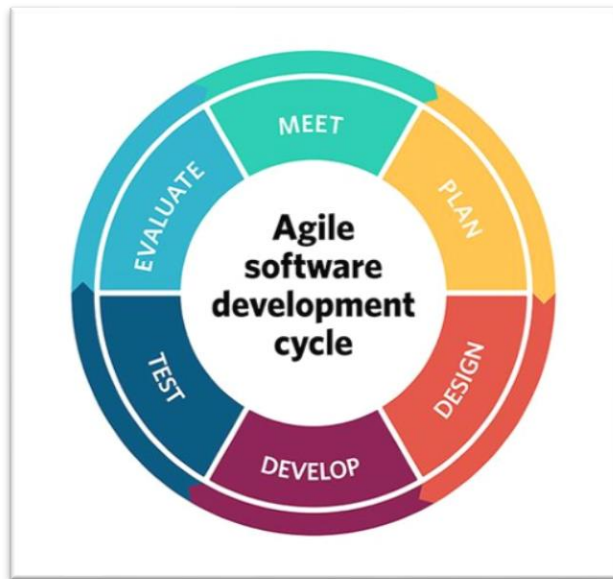 Agile
software
development
cycle
MEET
PLAN
DESIGN
DEVELOP
TEST
EVALUATE